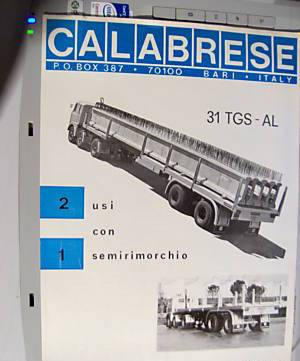 CALABRESE
P.O. BOX 387 • 70100 BARI • ITALY
31 TGS - AL
2 usi
con
1 semirimorchio